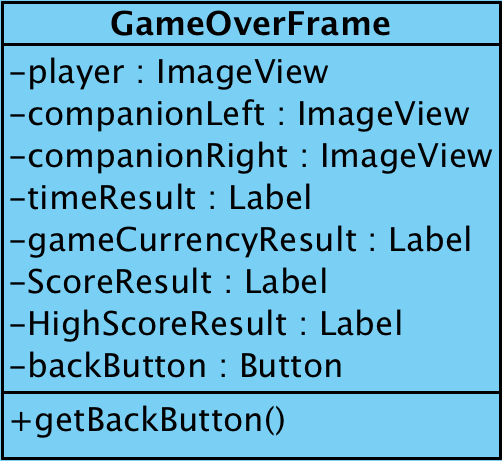 GameOverFrame
-player : ImageView
-companionLeft : ImageView
-companionRight : ImageView
-timeResult : Label
-gameCurrencyResult : Label
-ScoreResult : Label
-HighScoreResult : Label
-backButton : Button
+getBackButton()